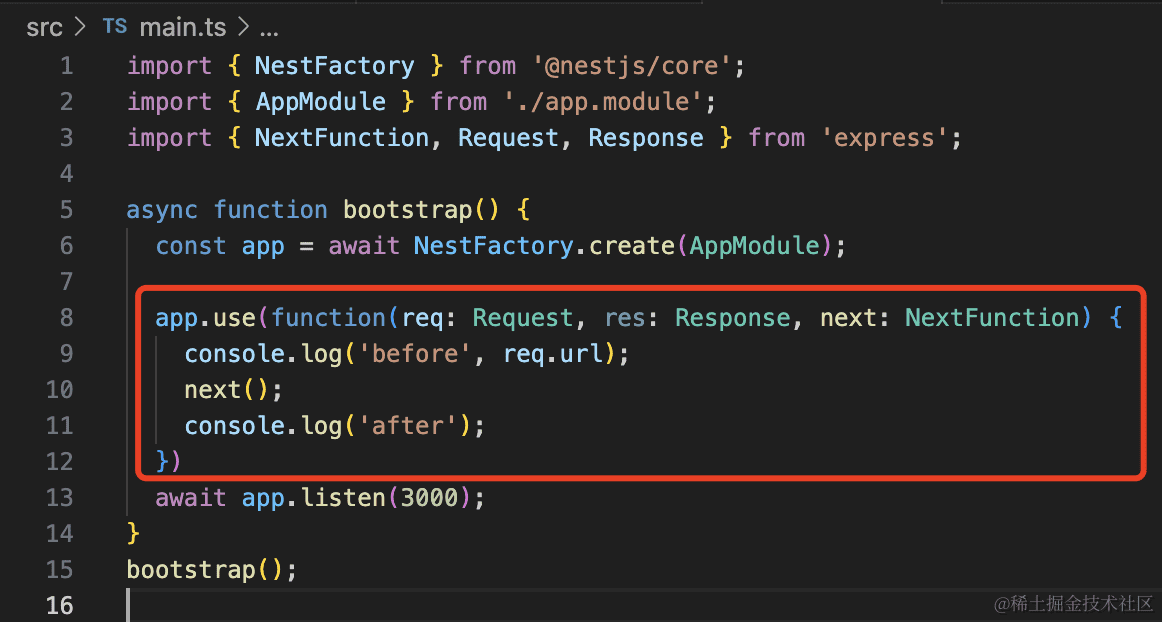 src > TS main.ts > ...
1 import { NestFactory } from '@nestjs/core';
2 import { AppModule } from './app.module';
3 import { NextFunction, Request, Response } from 'express';
4
5 async function bootstrap() {
6   const app = await NestFactory.create(AppModule);
7
8   app.use(function(req: Request, res: Response, next: NextFunction) {
9     console.log('before', req.url);
10     next();
11     console.log('after');
12   })
13   await app.listen(3000);
14 }
15 bootstrap();
16
@稀土掘金技术社区